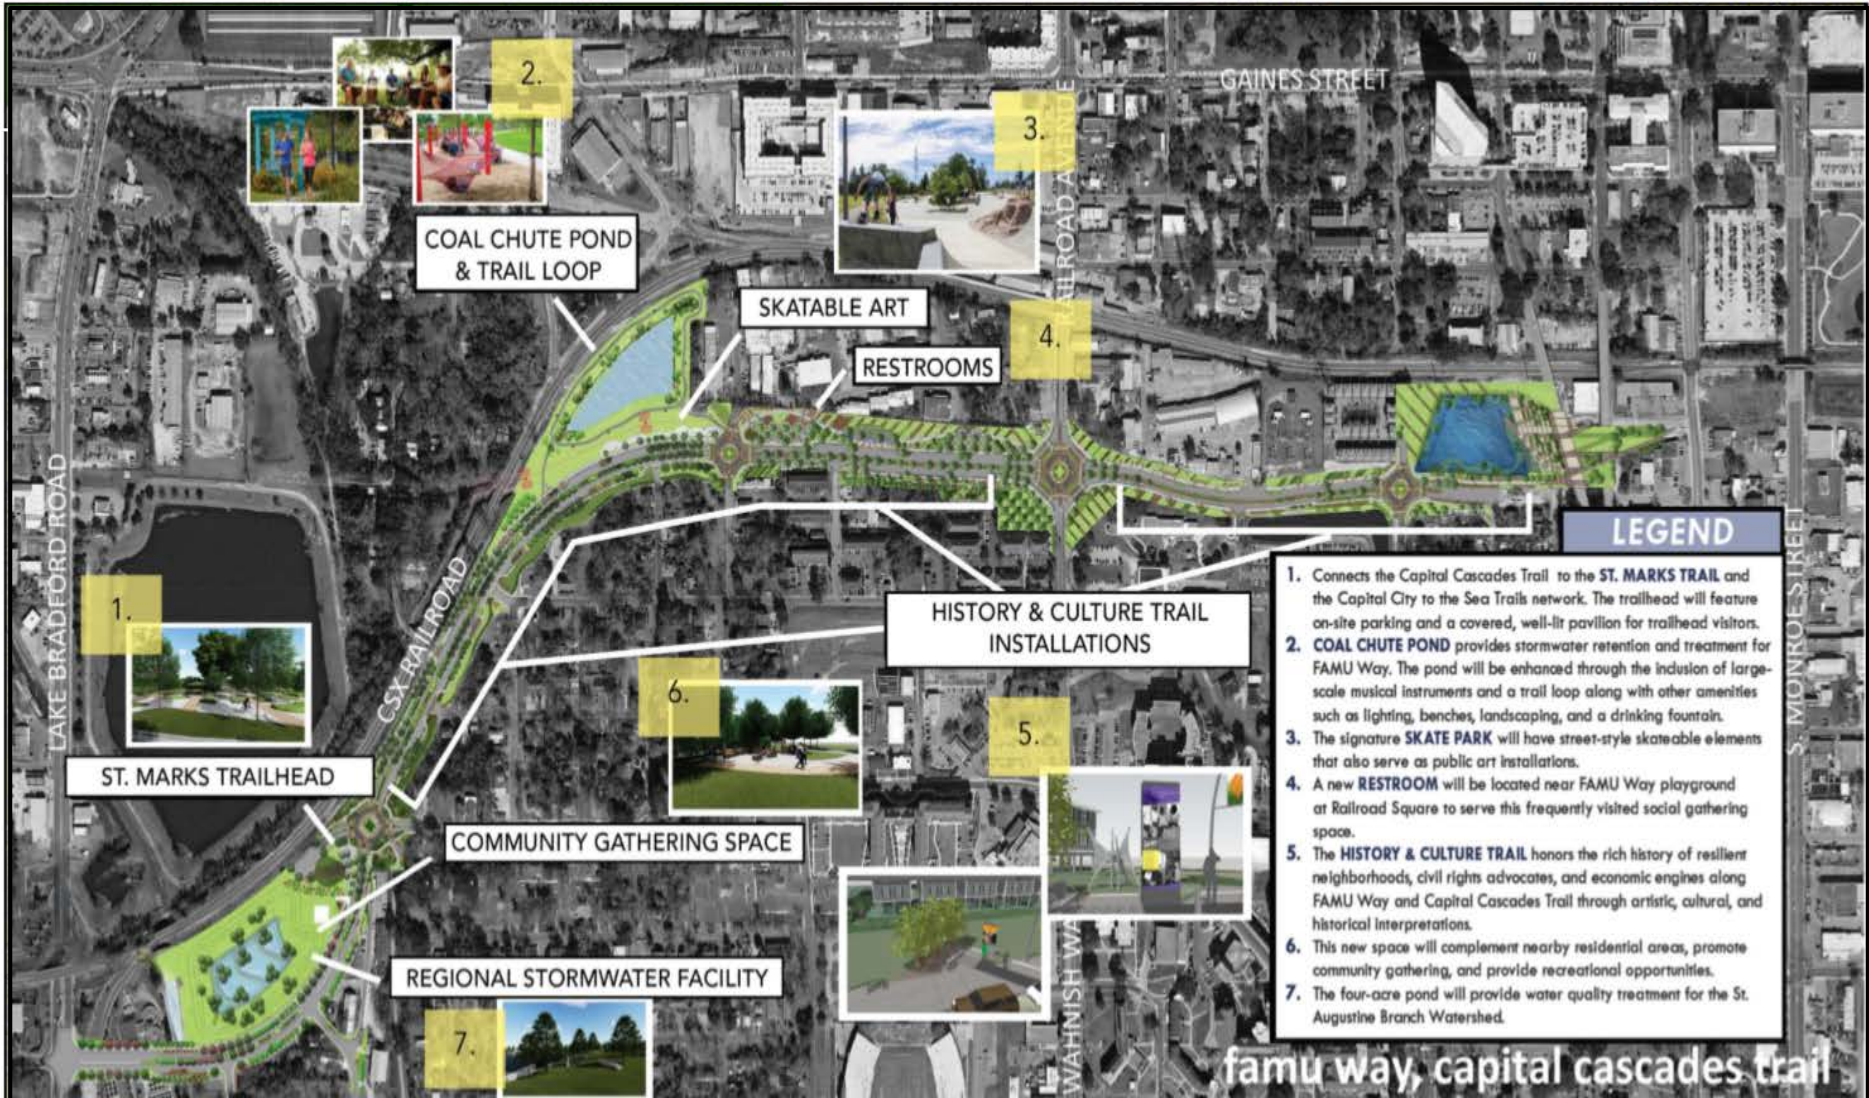 2.
GAINES STREET
3.
RAILROAD AVENUE
COAL CHUTE POND
& TRAIL LOOP
SKATABLE ART
4.
RESTROOMS
LAKE BRADFORD ROAD
CSX RAILROAD
1.
HISTORY & CULTURE TRAIL
INSTALLATIONS
6.
5.
ST. MARKS TRAILHEAD
COMMUNITY GATHERING SPACE
REGIONAL STORMWATER FACILITY
7.
WAHNISH WA
S. MONROE STREET
LEGEND
1. Connects the Capital Cascades Trail to the ST. MARKS TRAIL and
the Capital City to the Sea Trails network. The trailhead will feature
on-site parking and a covered, well-lit pavilion for trailhead visitors.
2. COAL CHUTE POND provides stormwater retention and treatment for
FAMU Way. The pond will be enhanced through the inclusion of large-
scale musical instruments and a trail loop along with other amenities
such as lighting, benches, landscaping, and a drinking fountain.
3. The signature SKATE PARK will have street-style skateable elements
that also serve as public art installations.
4. A new RESTROOM will be located near FAMU Way playground
at Railroad Square to serve this frequently visited social gathering
space.
5. The HISTORY & CULTURE TRAIL honors the rich history of resilient
neighborhoods, civil rights advocates, and economic engines along
FAMU Way and Capital Cascades Trail through artistic, cultural, and
historical interpretations.
6. This new space will complement nearby residential areas, promote
community gathering, and provide recreational opportunities.
7. The four-acre pond will provide water quality treatment for the St.
Augustine Branch Watershed.
famu way, capital cascades trail